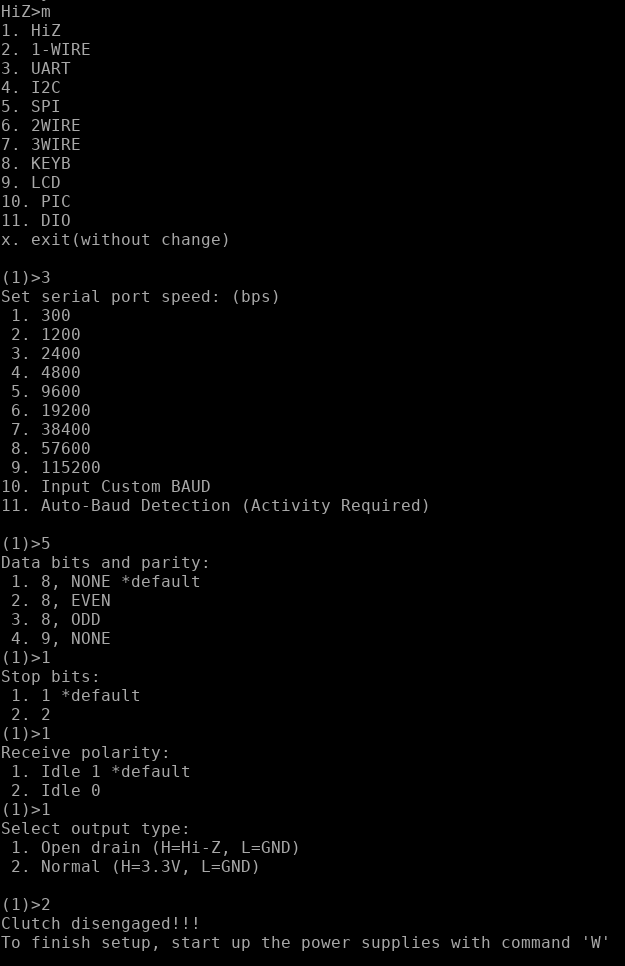 HiZ>m
1. HiZ
2. 1-WIRE
3. UART
4. I2C
5. SPI
6. 2WIRE
7. 3WIRE
8. KEYB
9. LCD
10. PIC
11. DIO
x. exit(without change)

(1)>3
Set serial port speed: (bps)
 1. 300
 2. 1200
 3. 2400
 4. 4800
 5. 9600
 6. 19200
 7. 38400
 8. 57600
 9. 115200
10. Input Custom BAUD
11. Auto-Baud Detection (Activity Required)

(1)>5
Data bits and parity:
 1. 8, NONE *default
 2. 8, EVEN
 3. 8, ODD
 4. 9, NONE
(1)>1
Stop bits:
 1. 1 *default
 2. 2
(1)>1
Receive polarity:
 1. Idle 1 *default
 2. Idle 0
(1)>1
Select output type:
 1. Open drain (H=Hi-Z, L=GND)
 2. Normal (H=3.3V, L=GND)

(1)>2
Clutch disengaged!!!
To finish setup, start up the power supplies with command 'W'